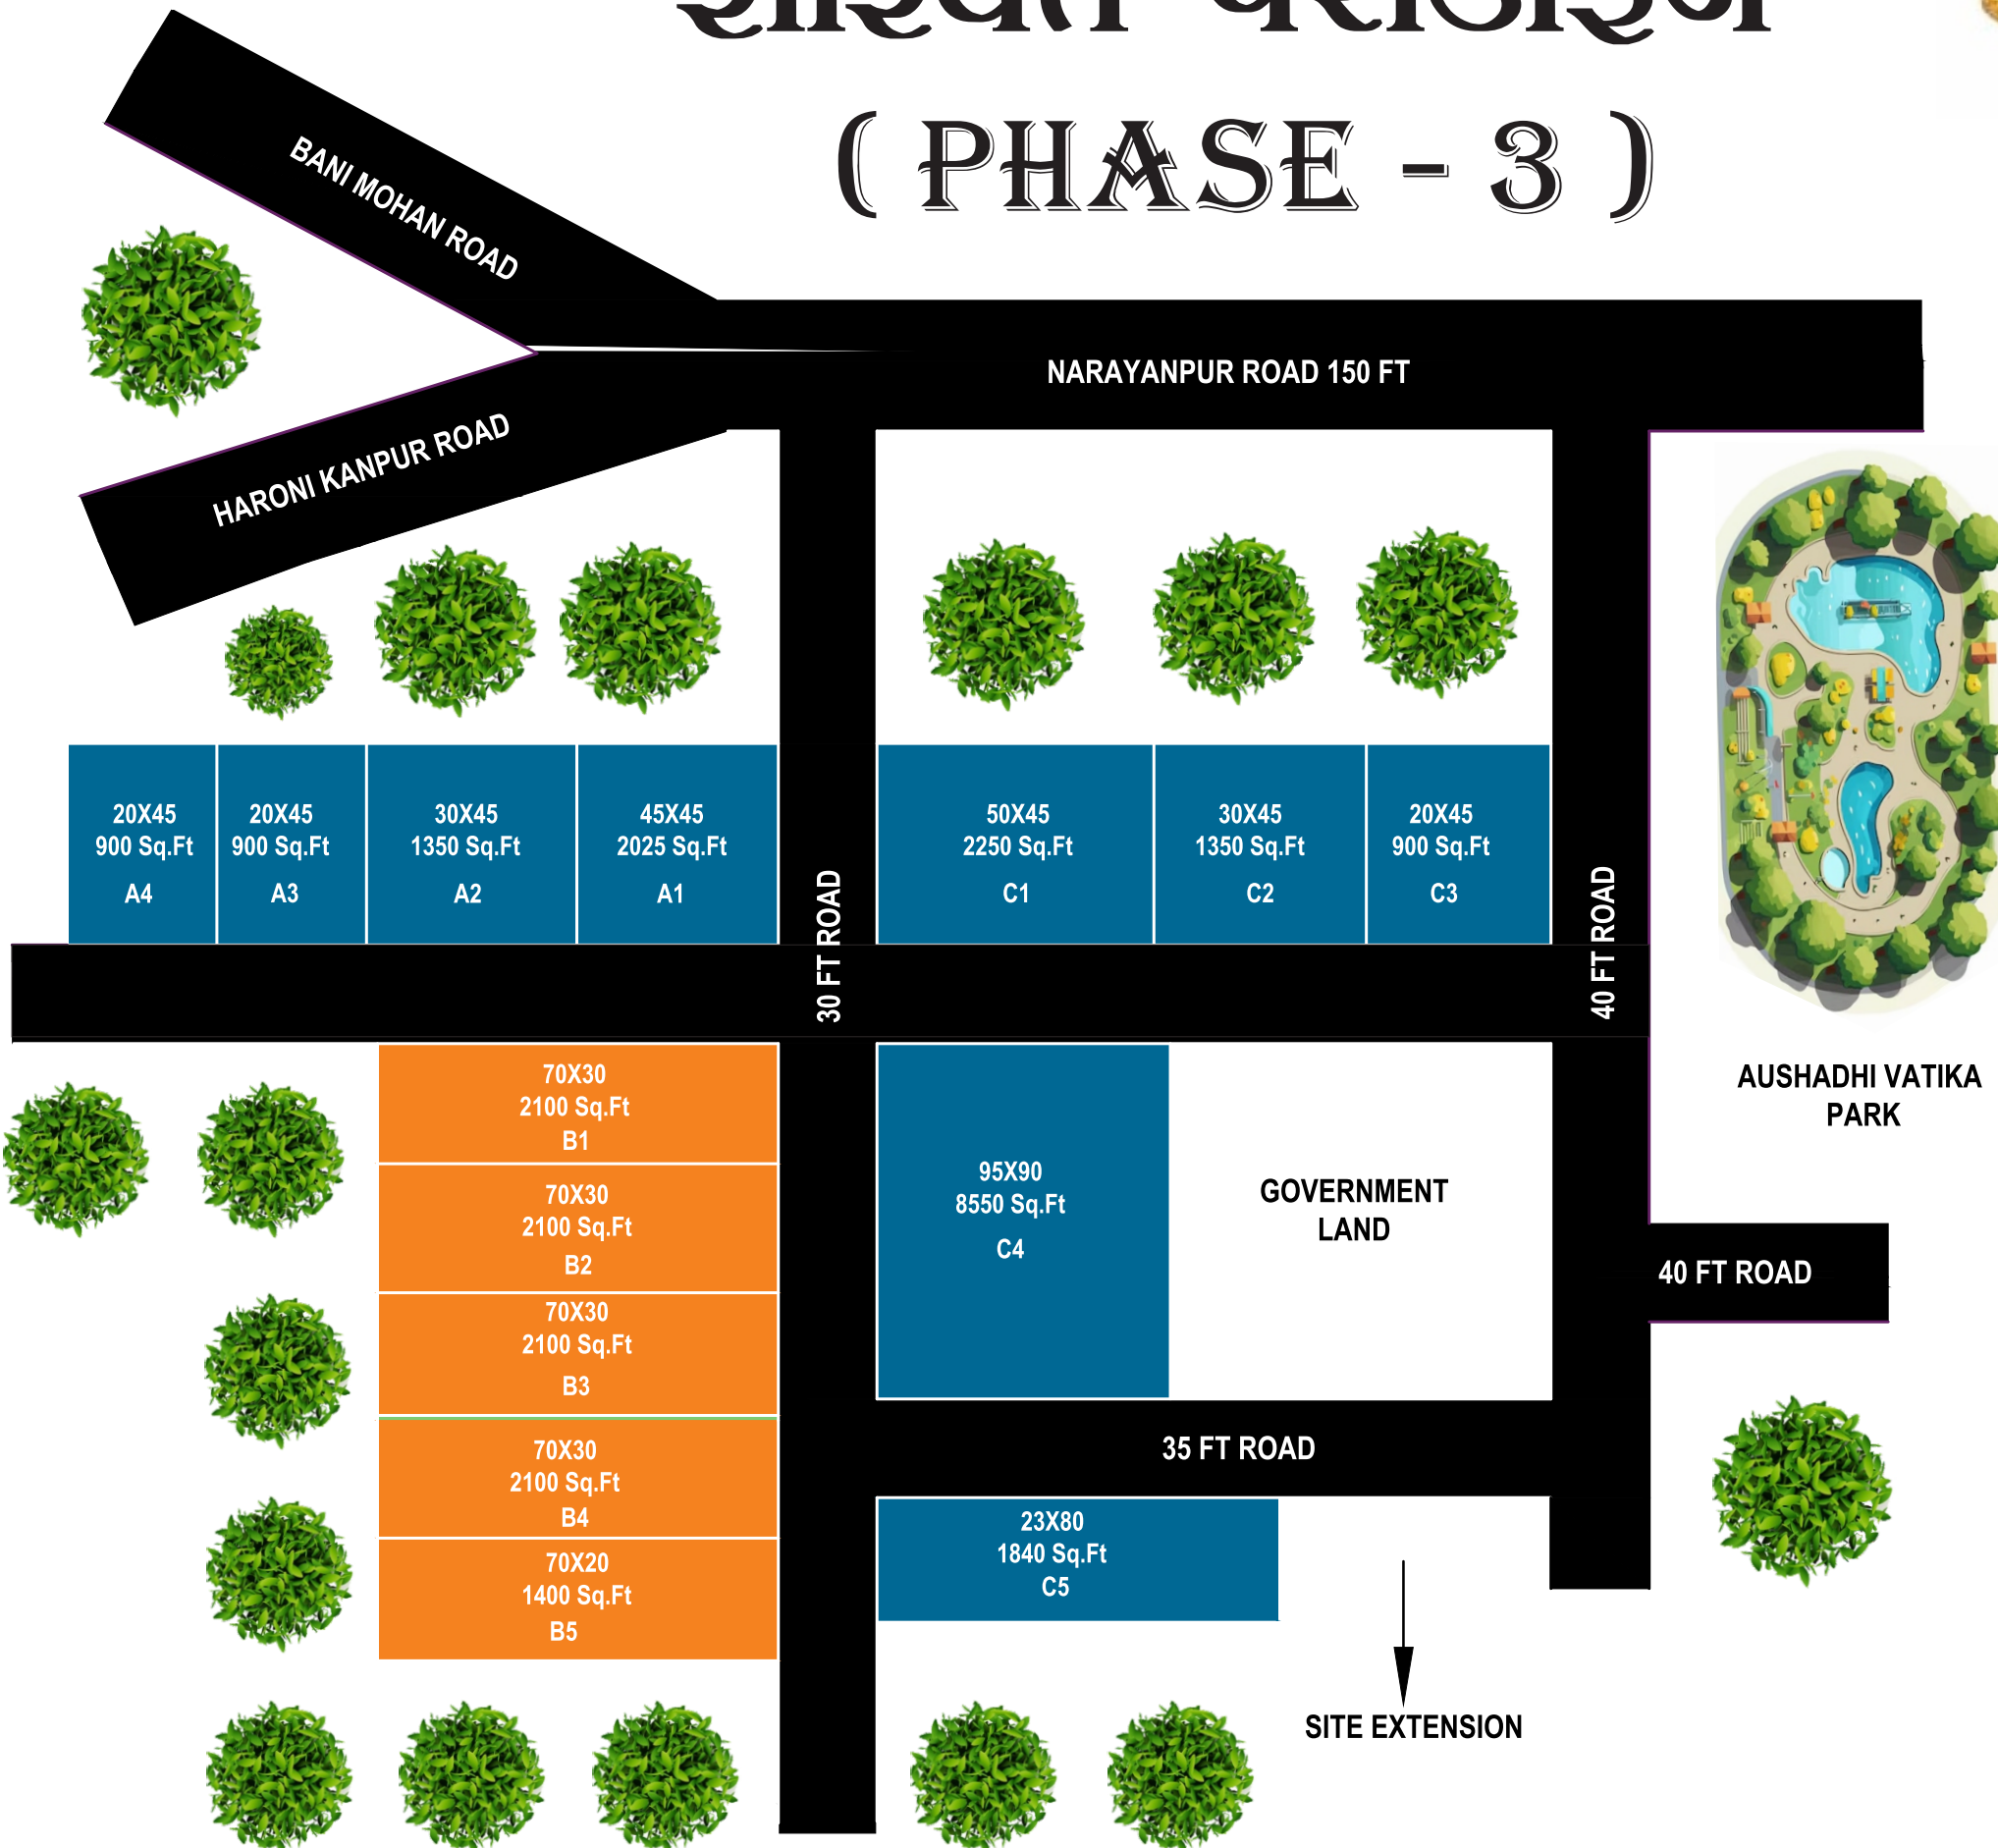 ( PHASE - 3 )
BANI MOHAN ROAD
NARAYANPUR ROAD 150 FT
HARONI KANPUR ROAD
20X45
900 Sq.Ft
A4
20X45
900 Sq.Ft
A3
30X45
1350 Sq.Ft
A2
45X45
2025 Sq.Ft
A1
50X45
2250 Sq.Ft
C1
30X45
1350 Sq.Ft
C2
20X45
900 Sq.Ft
C3
30 FT ROAD
40 FT ROAD
AUSHADHI VATIKA
PARK
70X30
2100 Sq.Ft
B1
70X30
2100 Sq.Ft
B2
70X30
2100 Sq.Ft
B3
70X30
2100 Sq.Ft
B4
70X20
1400 Sq.Ft
B5
95X90
8550 Sq.Ft
C4
GOVERNMENT
LAND
40 FT ROAD
35 FT ROAD
23X80
1840 Sq.Ft
C5
SITE EXTENSION